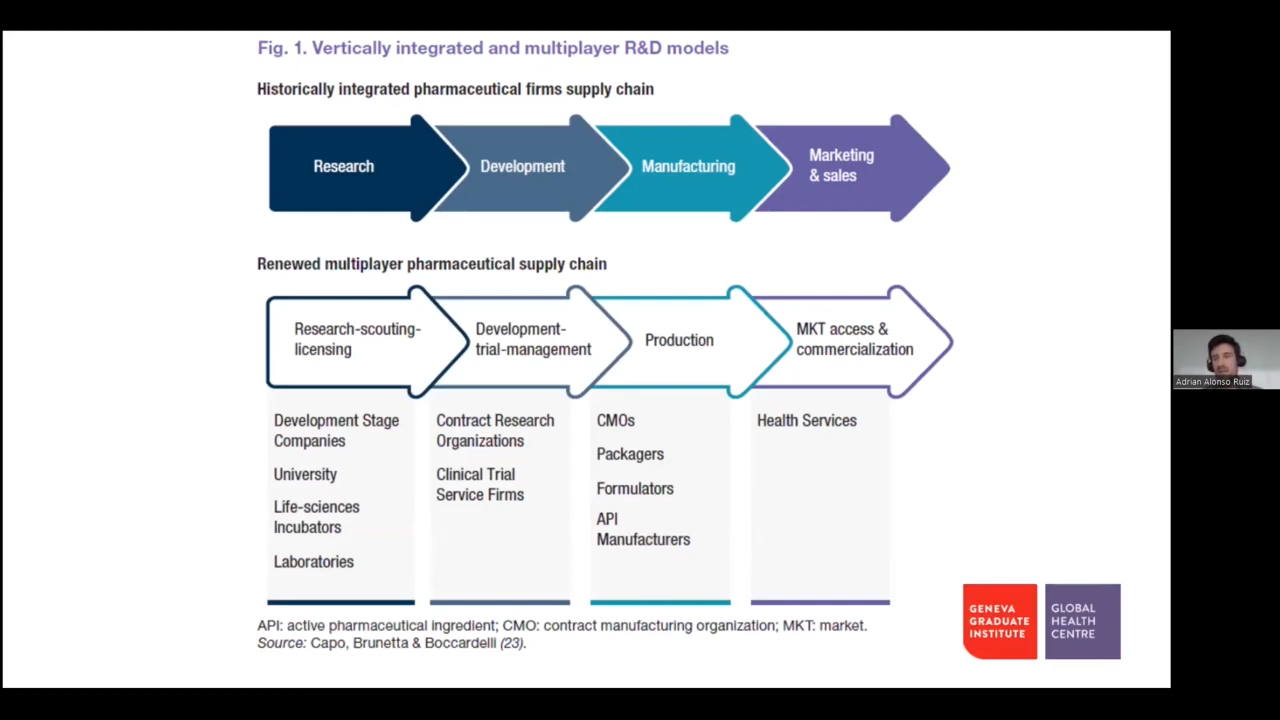 Fig. 1. Vertically integrated and multiplayer R&D models
Historically integrated pharmaceutical firms supply chain
Research
Development
Manufacturing
Marketing
& sales
Renewed multiplayer pharmaceutical supply chain
Research-scouting-
licensing
Development-
trial-management
Production
MKT access &
commercialization
Development Stage
Companies
University
Life-sciences
Incubators
Laboratories
Contract Research
Organizations
Clinical Trial
Service Firms
CMOs
Packagers
Formulators
API
Manufacturers
Health Services
API: active pharmaceutical ingredient; CMO: contract manufacturing organization; MKT: market.
Source: Capo, Brunetta & Boccardelli (23).
GENEVA
GRADUATE
INSTITUTE
GLOBAL
HEALTH
CENTRE
Adrian Alonso Ruiz